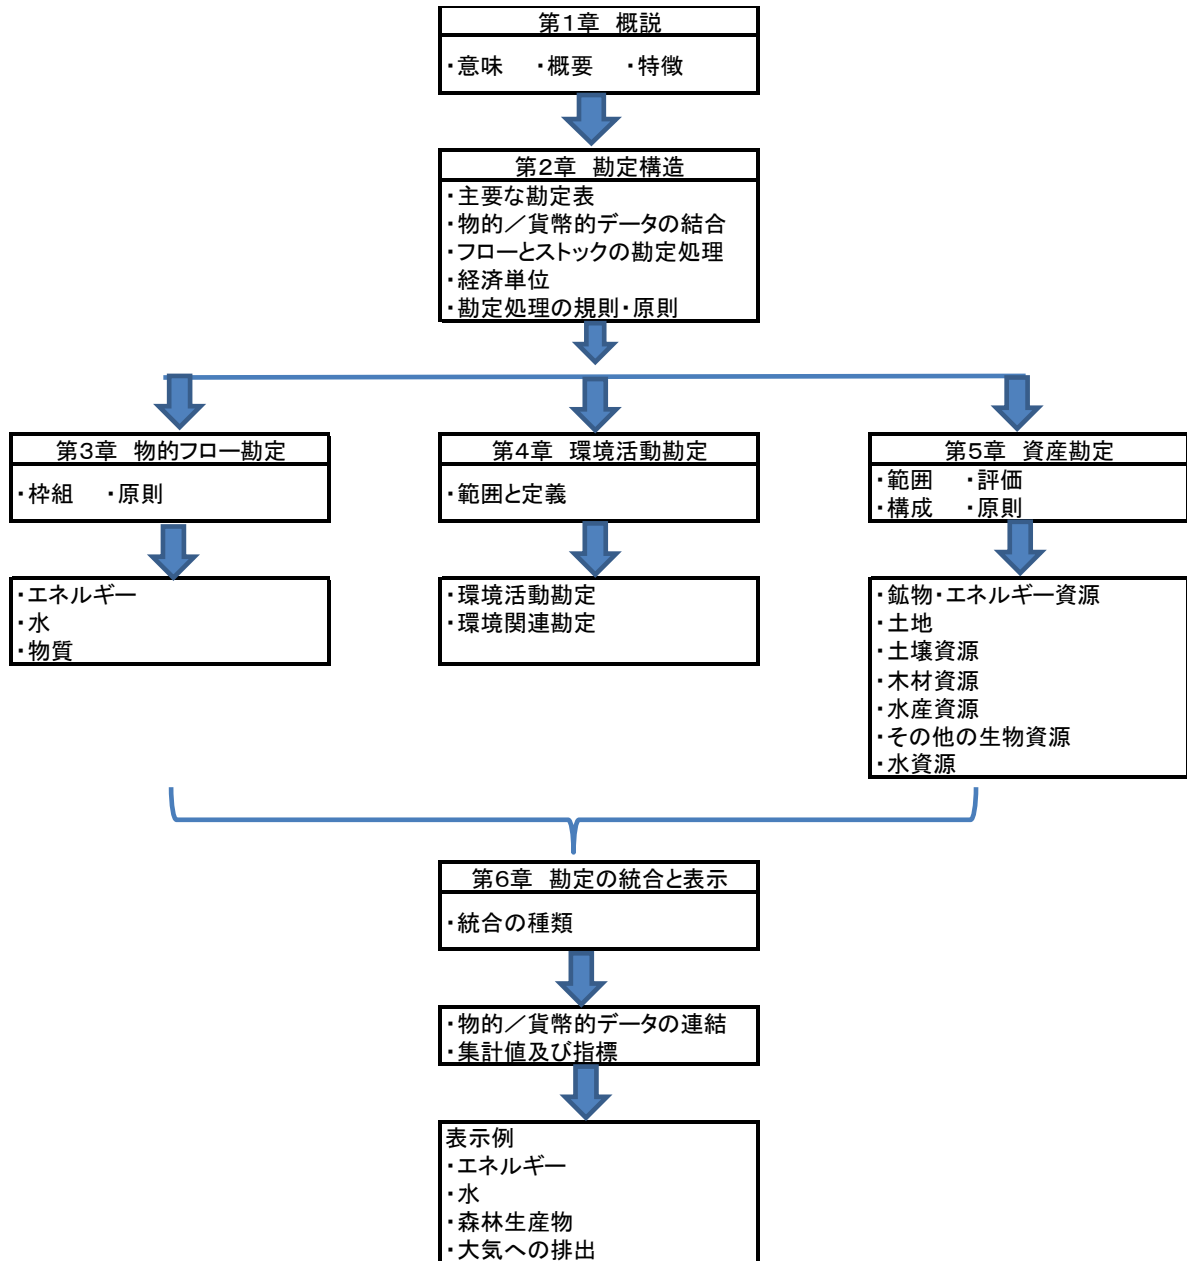 第1章　概説
・意味　・概要　・特徴
第2章　勘定構造
・主要な勘定表
・物的／貨幣的データの結合
・フローとストックの勘定処理
・経済単位
・勘定処理の規則・原則
第3章　物的フロー勘定
・枠組　・原則
・エネルギー
・水
・物質
第4章　環境活動勘定
・範囲と定義
・環境活動勘定
・環境関連勘定
第5章　資産勘定
・範囲　・評価
・構成　・原則
・鉱物・エネルギー資源
・土地
・土壌資源
・木材資源
・水産資源
・その他の生物資源
・水資源
第6章　勘定の統合と表示
・統合の種類
・物的／貨幣的データの連結
・集計値及び指標
表示例
・エネルギー
・水
・森林生産物
・大気への排出